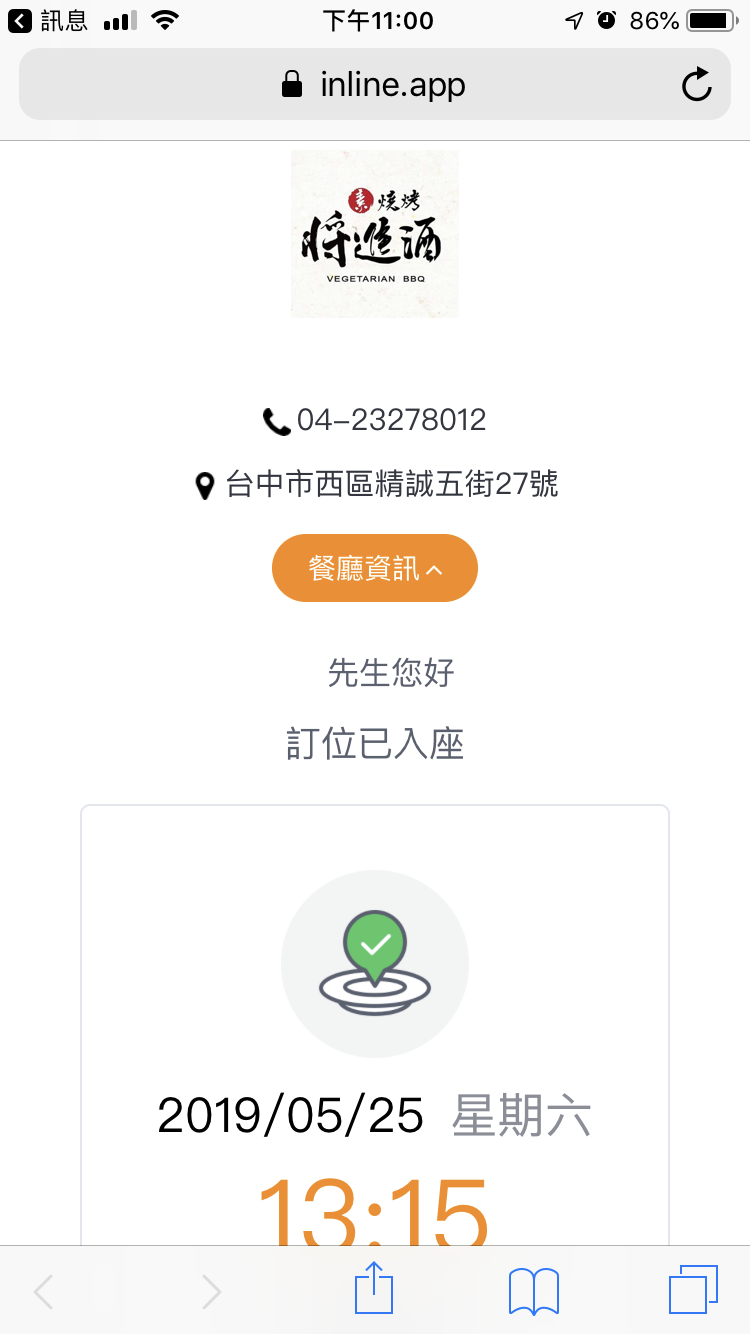 訊息 下午11:00 86%
inline.app
素 燒烤
將進酒
VEGETARIAN BBQ
04-23278012
台中市西區精誠五街27號
餐廳資訊
先生您好
訂位已入座
2019/05/25 星期六
13:15